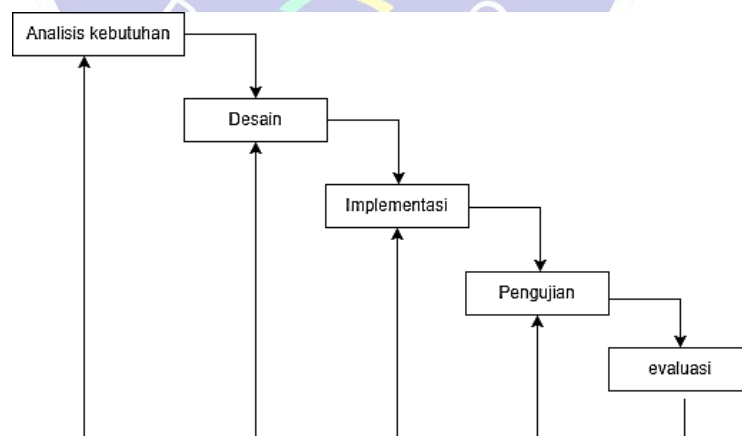 Analisis kebutuhan
Desain
Implementasi
Pengujian
evaluasi